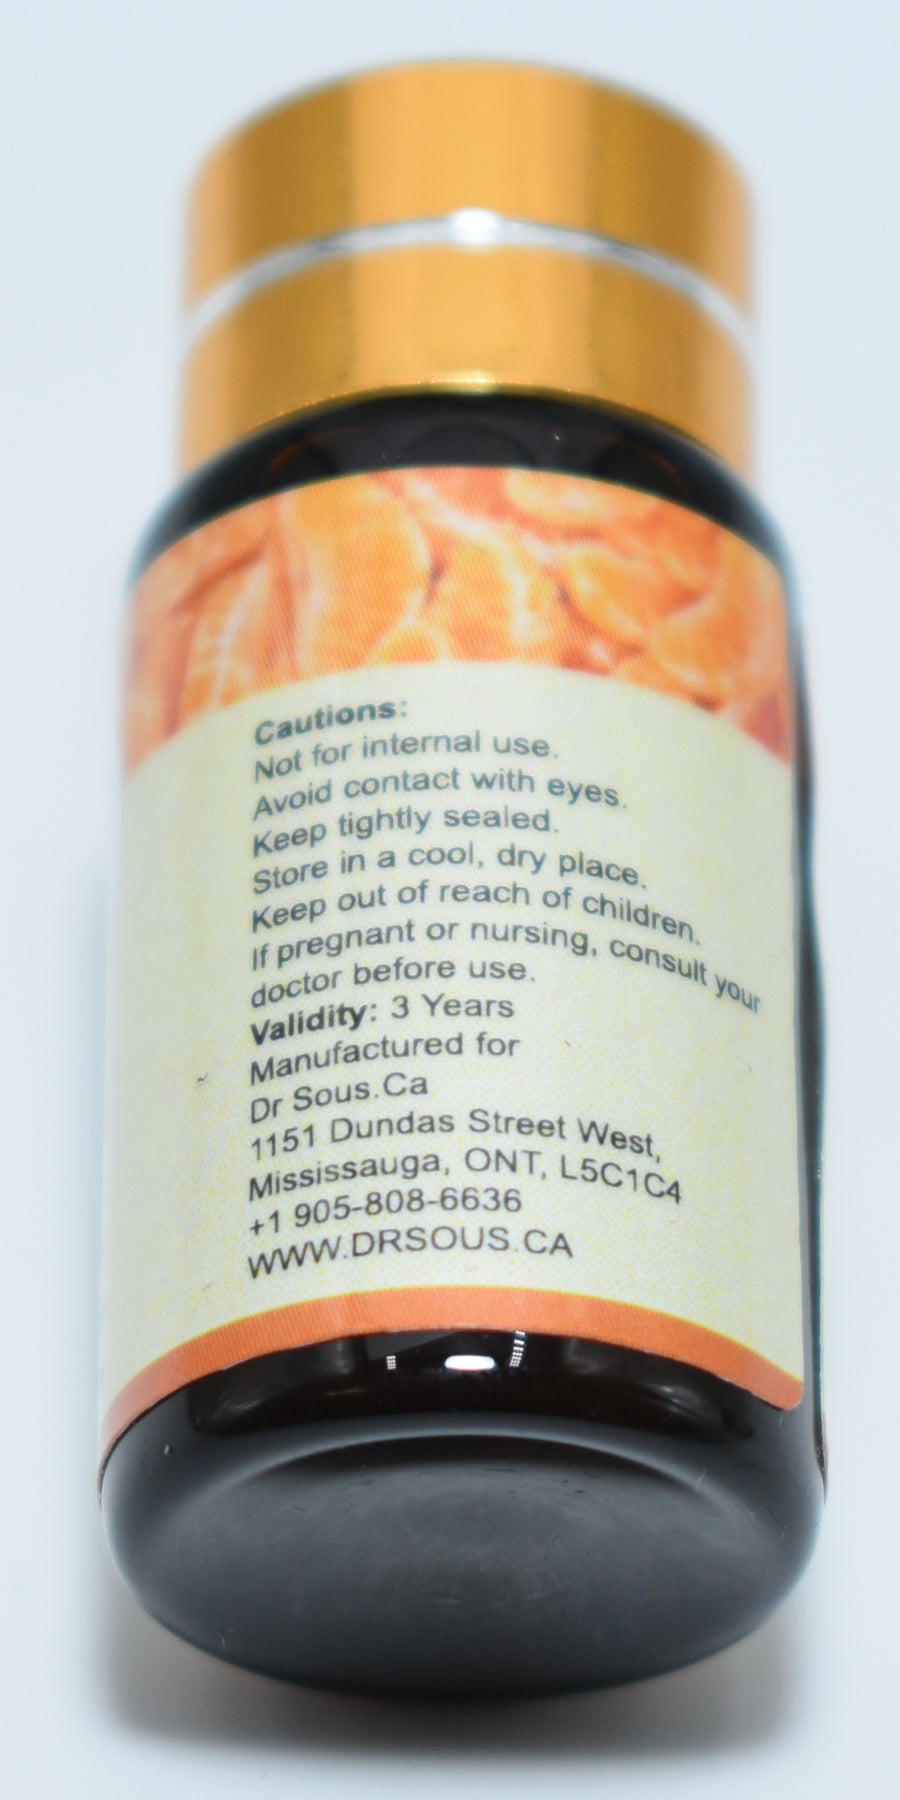 Cautions:
Not for internal use.
Avoid contact with eyes.
Keep tightly sealed.
Store in a cool, dry place.
Keep out of reach of children.
If pregnant or nursing, consult your
doctor before use.
Validity: 3 Years
Manufactured for
Dr Sous.Ca
1151 Dundas Street West,
Mississauga, ONT, L5C1C4
+1 905-808-6636
WWW.DRSOUS.CA